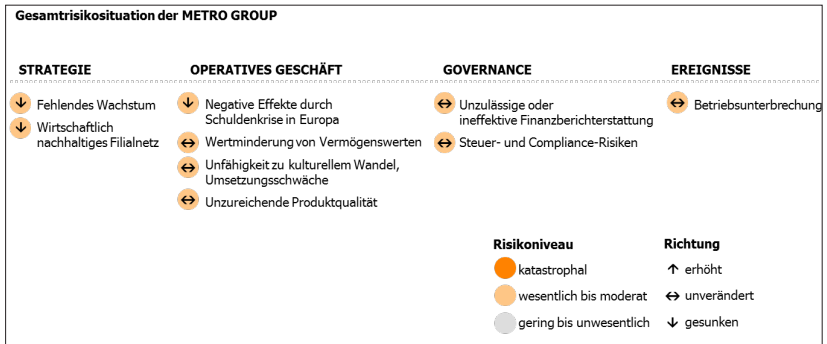 Gesamtrisikosituation der METRO GROUP
STRATEGIE
↓ Fehlendes Wachstum
↓ Wirtschaftlich
nachhaltiges Filialnetz
OPERATIVES GESCHÄFT
↓ Negative Effekte durch
Schuldenkrise in Europa
↔ Wertminderung von Vermögenswerten
↔ Unfähigkeit zu kulturellem Wandel,
Umsetzungsschwäche
↔ Unzureichende Produktqualität
GOVERNANCE
↔ Unzulässige oder
ineffektive Finanzberichterstattung
↔ Steuer- und Compliance-Risiken
EREIGNISSE
↔ Betriebsunterbrechung
Risikoniveau
katastrophal
wesentlich bis moderat
gering bis unwesentlich
Richtung
↑ erhöht
↔ unverändert
↓ gesunken